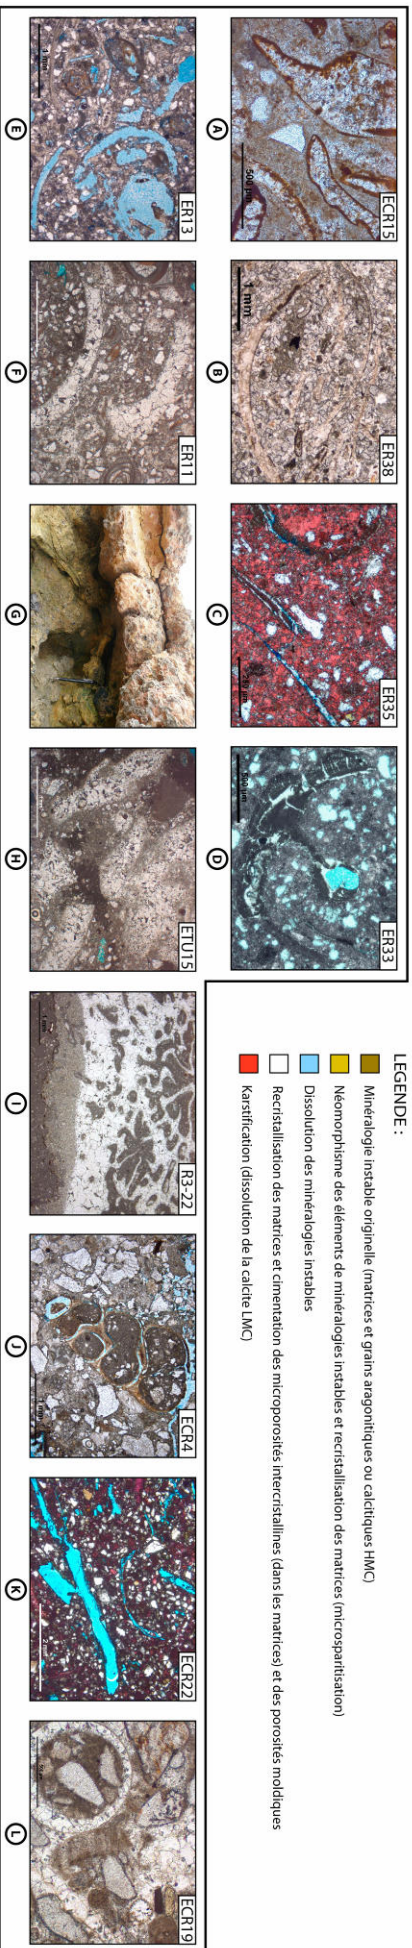 ECR15
500 µm
A
ER38
1 mm
B
ER35
C
ER33
500 µm
D
LEGENDE :
Minéralogie instable originelle (matrices et grains aragonitiques ou calcitiques HMC)
Néomorphisme des éléments de minéralogies instables et recristallisation des matrices (microsparitisation)
Dissolution des minéralogies instables
Recristallisation des matrices et cimentation des microporosités intercristallines (dans les matrices) et des porosités moldiques
Karstification (dissolution de la calcite LMC)
ER13
1 mm
E
ER11
F
G
ETU15
H
R3-22
1 mm
I
ECR4
J
ECR22
K
ECR19
L